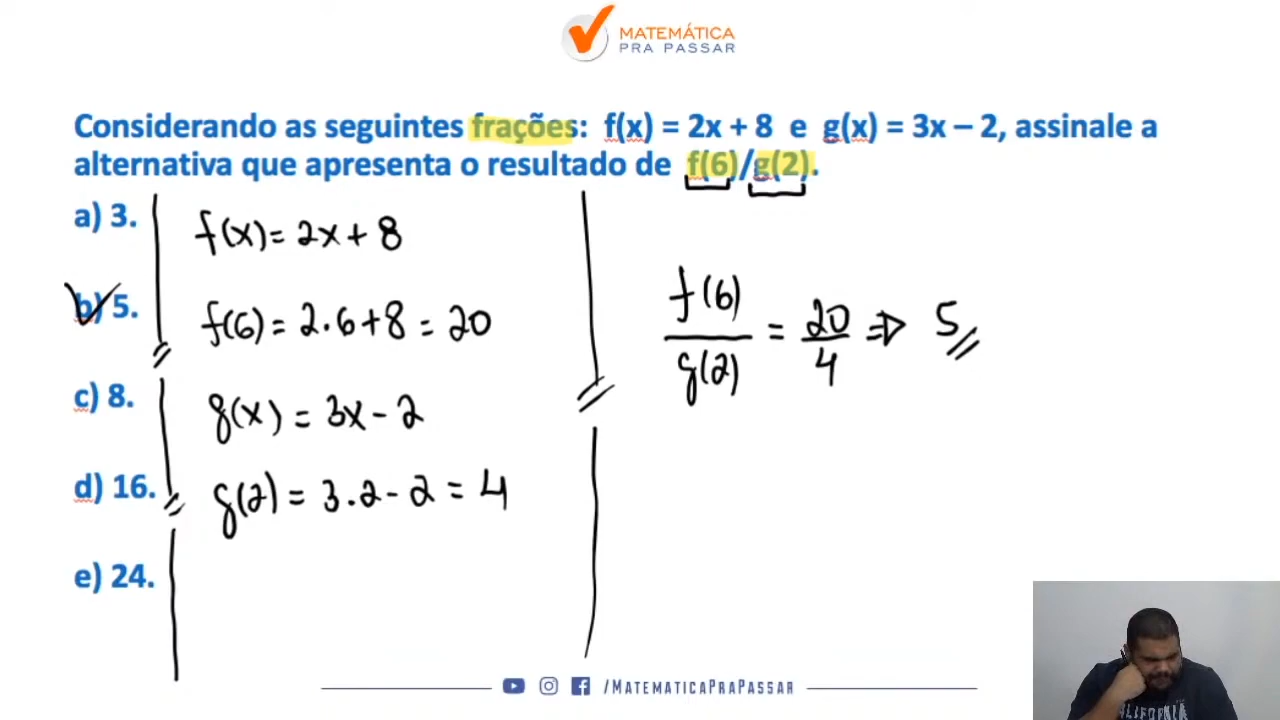 MATEMÁTICA
PRA PASSAR
Considerando as seguintes frações: f(x) = 2x + 8 e g(x) = 3x – 2, assinale a
alternativa que apresenta o resultado de f(6)/g(2).
a) 3.
b) 5.
c) 8.
d) 16.
e) 24.
f(x) = 2x + 8
f(6) = 2·6+8 = 20
g(x) = 3x - 2
g(2) = 3.2 - 2 = 4
f(6)/g(2) = 20/4 ⇒ 5
/MATEMATICAPRAPASSAR
CALIFORNIA